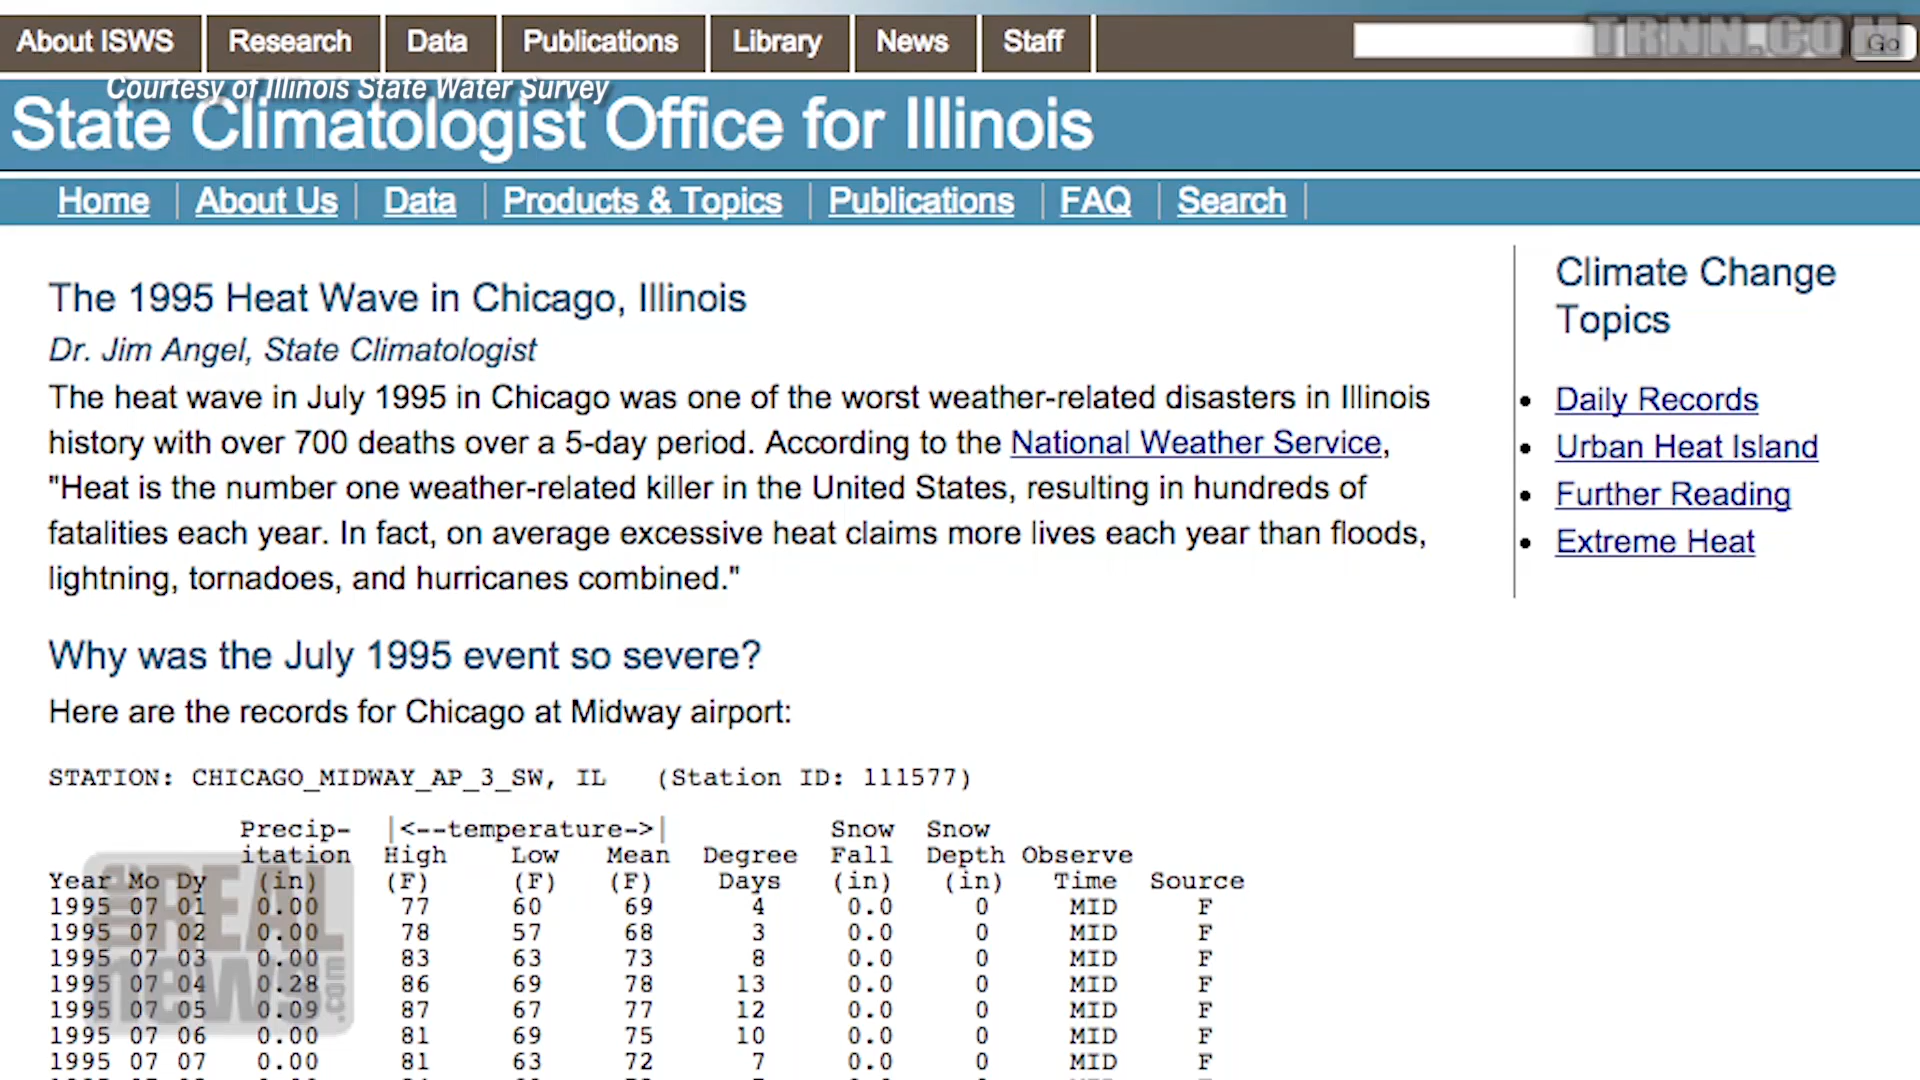 About ISWS Research Data Publications Library News Staff Go
TRNN.COM
Courtesy of Illinois State Water Survey
State Climatologist Office for Illinois
Home About Us Data Products & Topics Publications FAQ Search
The 1995 Heat Wave in Chicago, Illinois
Dr. Jim Angel, State Climatologist
The heat wave in July 1995 in Chicago was one of the worst weather-related disasters in Illinois
history with over 700 deaths over a 5-day period. According to the National Weather Service,
"Heat is the number one weather-related killer in the United States, resulting in hundreds of
fatalities each year. In fact, on average excessive heat claims more lives each year than floods,
lightning, tornadoes, and hurricanes combined."
Climate Change
Topics
Daily Records
Urban Heat Island
Further Reading
Extreme Heat
Why was the July 1995 event so severe?
Here are the records for Chicago at Midway airport:
STATION: CHICAGO_MIDWAY_AP_3_SW, IL (Station ID: 111577)
Precip- |<--temperature->| Snow Snow
itation High Low Mean Degree Fall Depth Observe
Year Mo Dy (in) (F) (F) (F) Days (in) (in) Time Source
1995 07 01 0.00 77 60 69 4 0.0 0 MID F
1995 07 02 0.00 78 57 68 3 0.0 0 MID F
1995 07 03 0.00 83 63 73 8 0.0 0 MID F
1995 07 04 0.28 86 69 78 13 0.0 0 MID F
1995 07 05 0.09 87 67 77 12 0.0 0 MID F
1995 07 06 0.00 81 69 75 10 0.0 0 MID F
1995 07 07 0.00 81 63 72 7 0.0 0 MID F
the REAL
news.com